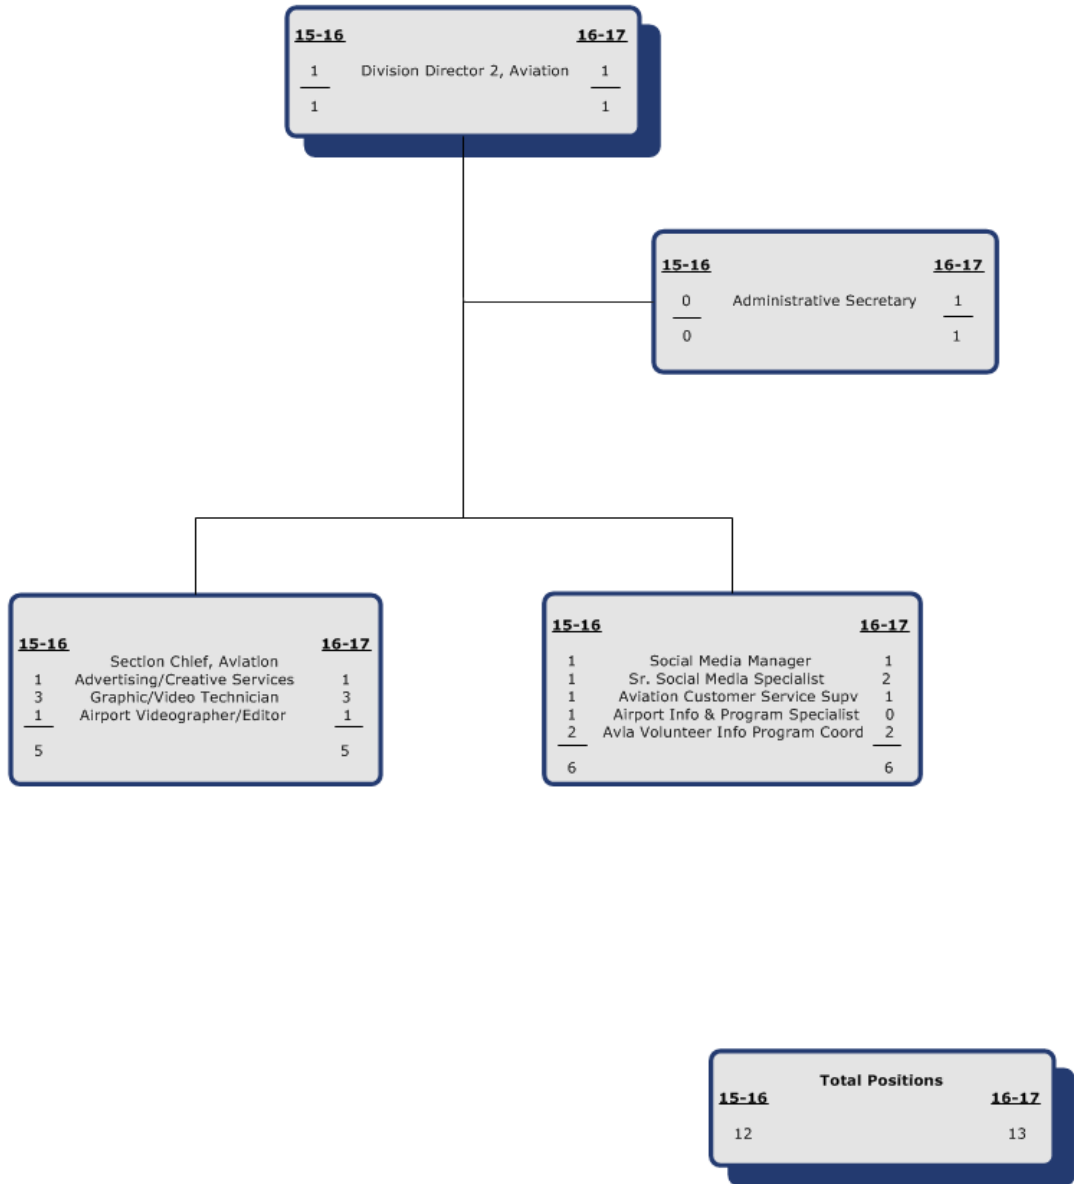 15-16 16-17
1 Division Director 2, Aviation 1
1 1
15-16 16-17
0 Administrative Secretary 1
0 1
15-16 16-17
Section Chief, Aviation
1 Advertising/Creative Services 1
3 Graphic/Video Technician 3
1 Airport Videographer/Editor 1
5 5
15-16 16-17
1 Social Media Manager 1
1 Sr. Social Media Specialist 2
1 Aviation Customer Service Supv 1
1 Airport Info & Program Specialist 0
2 Avia Volunteer Info Program Coord 2
6 6
Total Positions
15-16 16-17
12 13